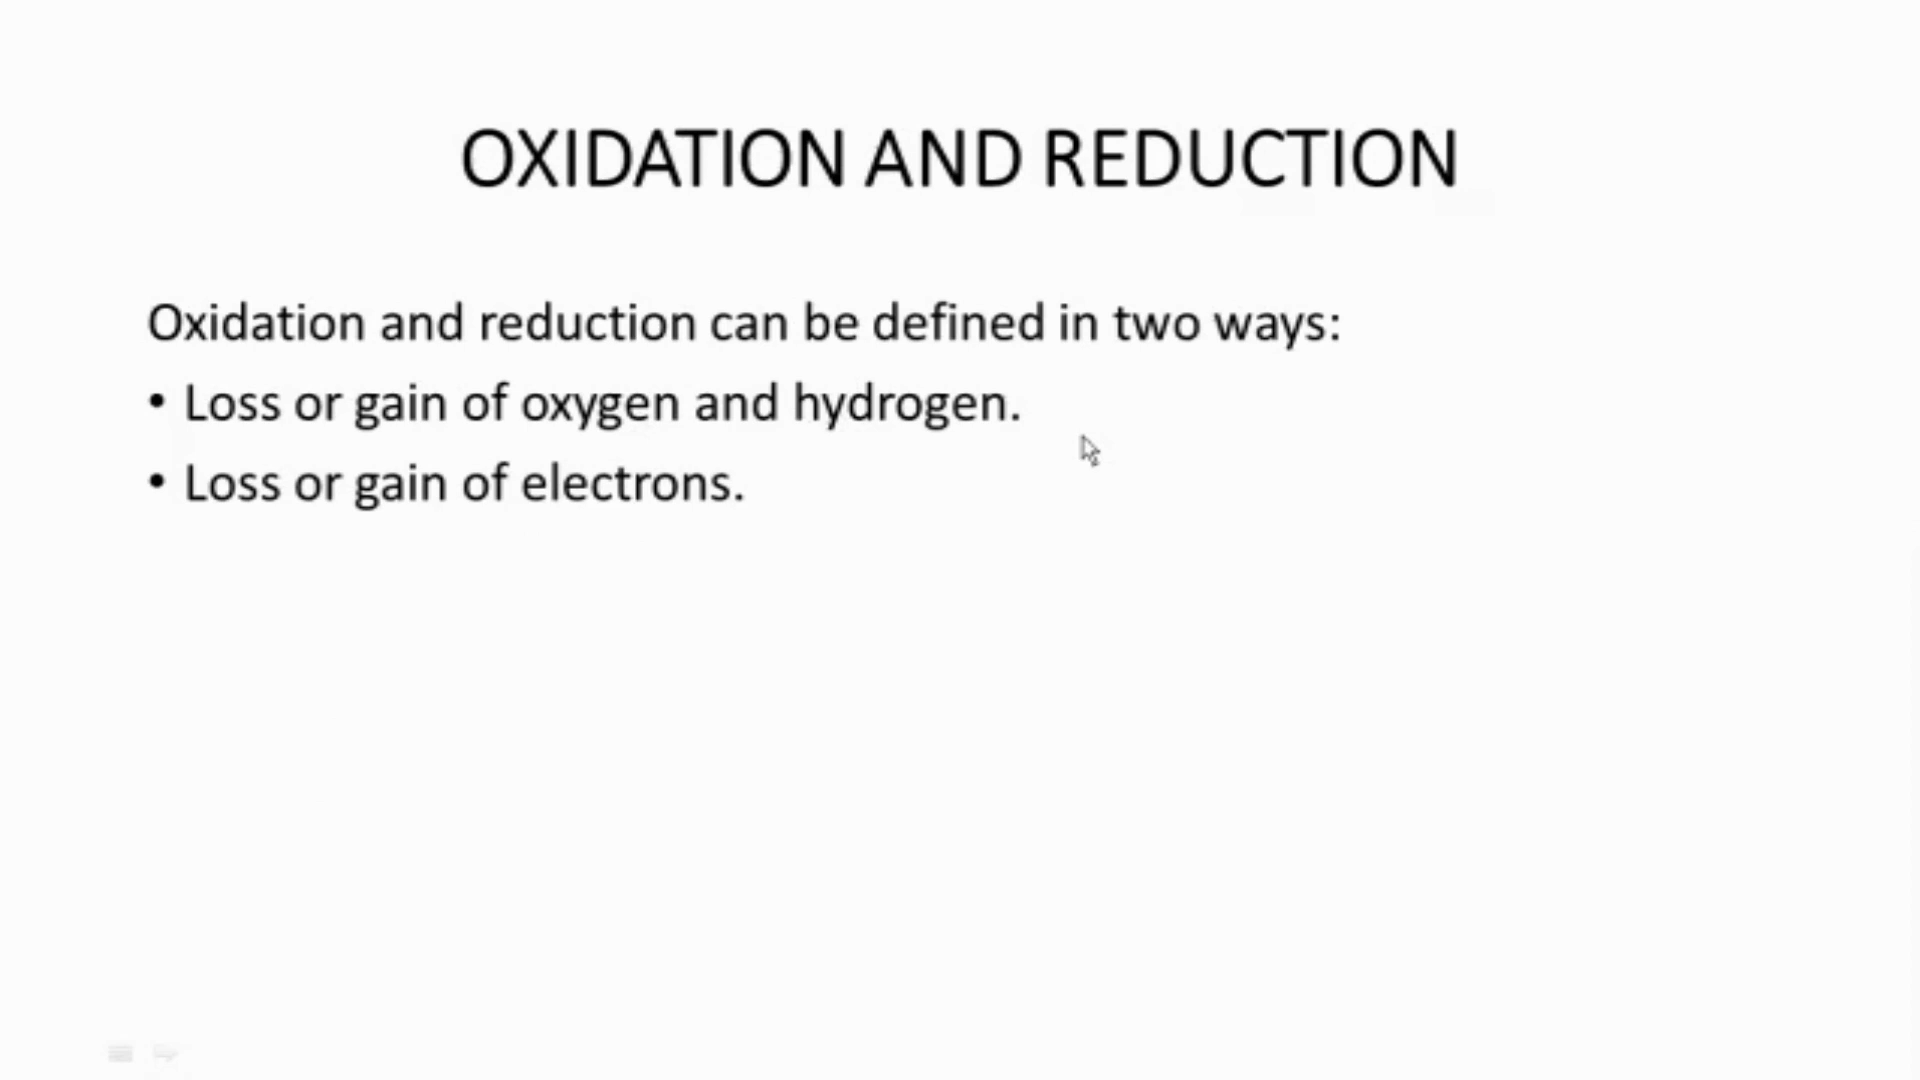 OXIDATION AND REDUCTION
Oxidation and reduction can be defined in two ways:
• Loss or gain of oxygen and hydrogen.
• Loss or gain of electrons.